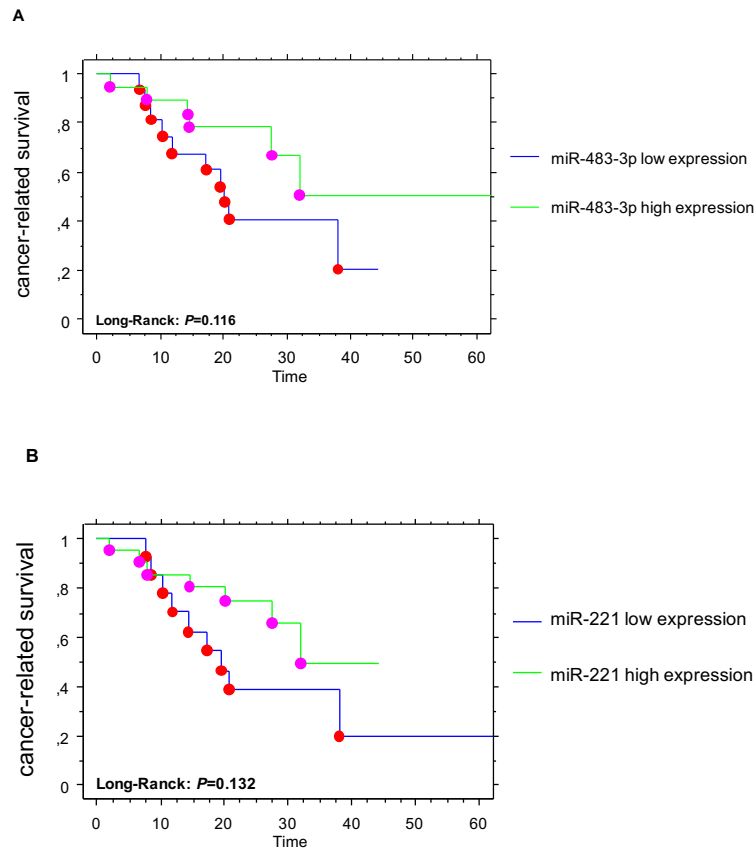 A
cancer-related survival
1
,8
,6
,4
,2
0
Long-Ranck: P=0.116
0 10 20 30 40 50 60
Time
miR-483-3p low expression
miR-483-3p high expression
B
cancer-related survival
1
,8
,6
,4
,2
0
Long-Ranck: P=0.132
0 10 20 30 40 50 60
Time
miR-221 low expression
miR-221 high expression